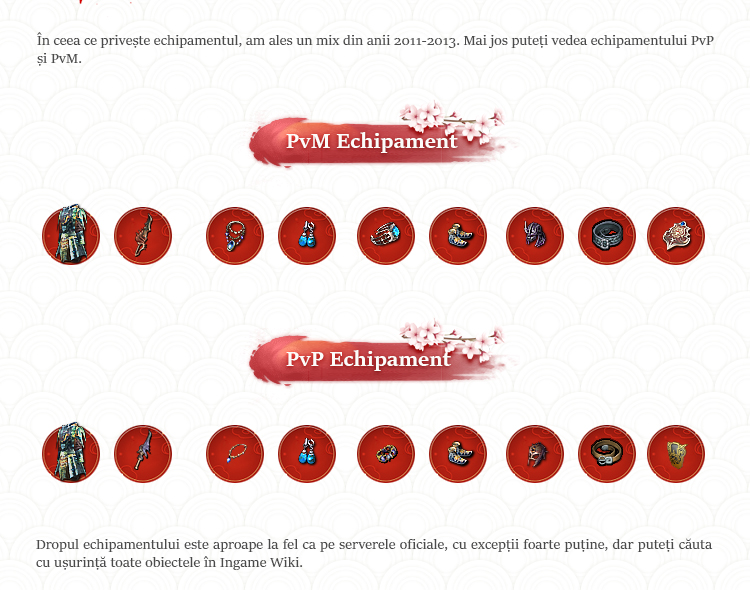 În ceea ce privește echipamentul, am ales un mix din anii 2011-2013. Mai jos puteți vedea echipamentului PvP
și PvM.
PvM Echipament
PvP Echipament
Dropul echipamentului este aproape la fel ca pe serverele oficiale, cu excepții foarte puține, dar puteți căuta
cu ușurință toate obiectele în Ingame Wiki.